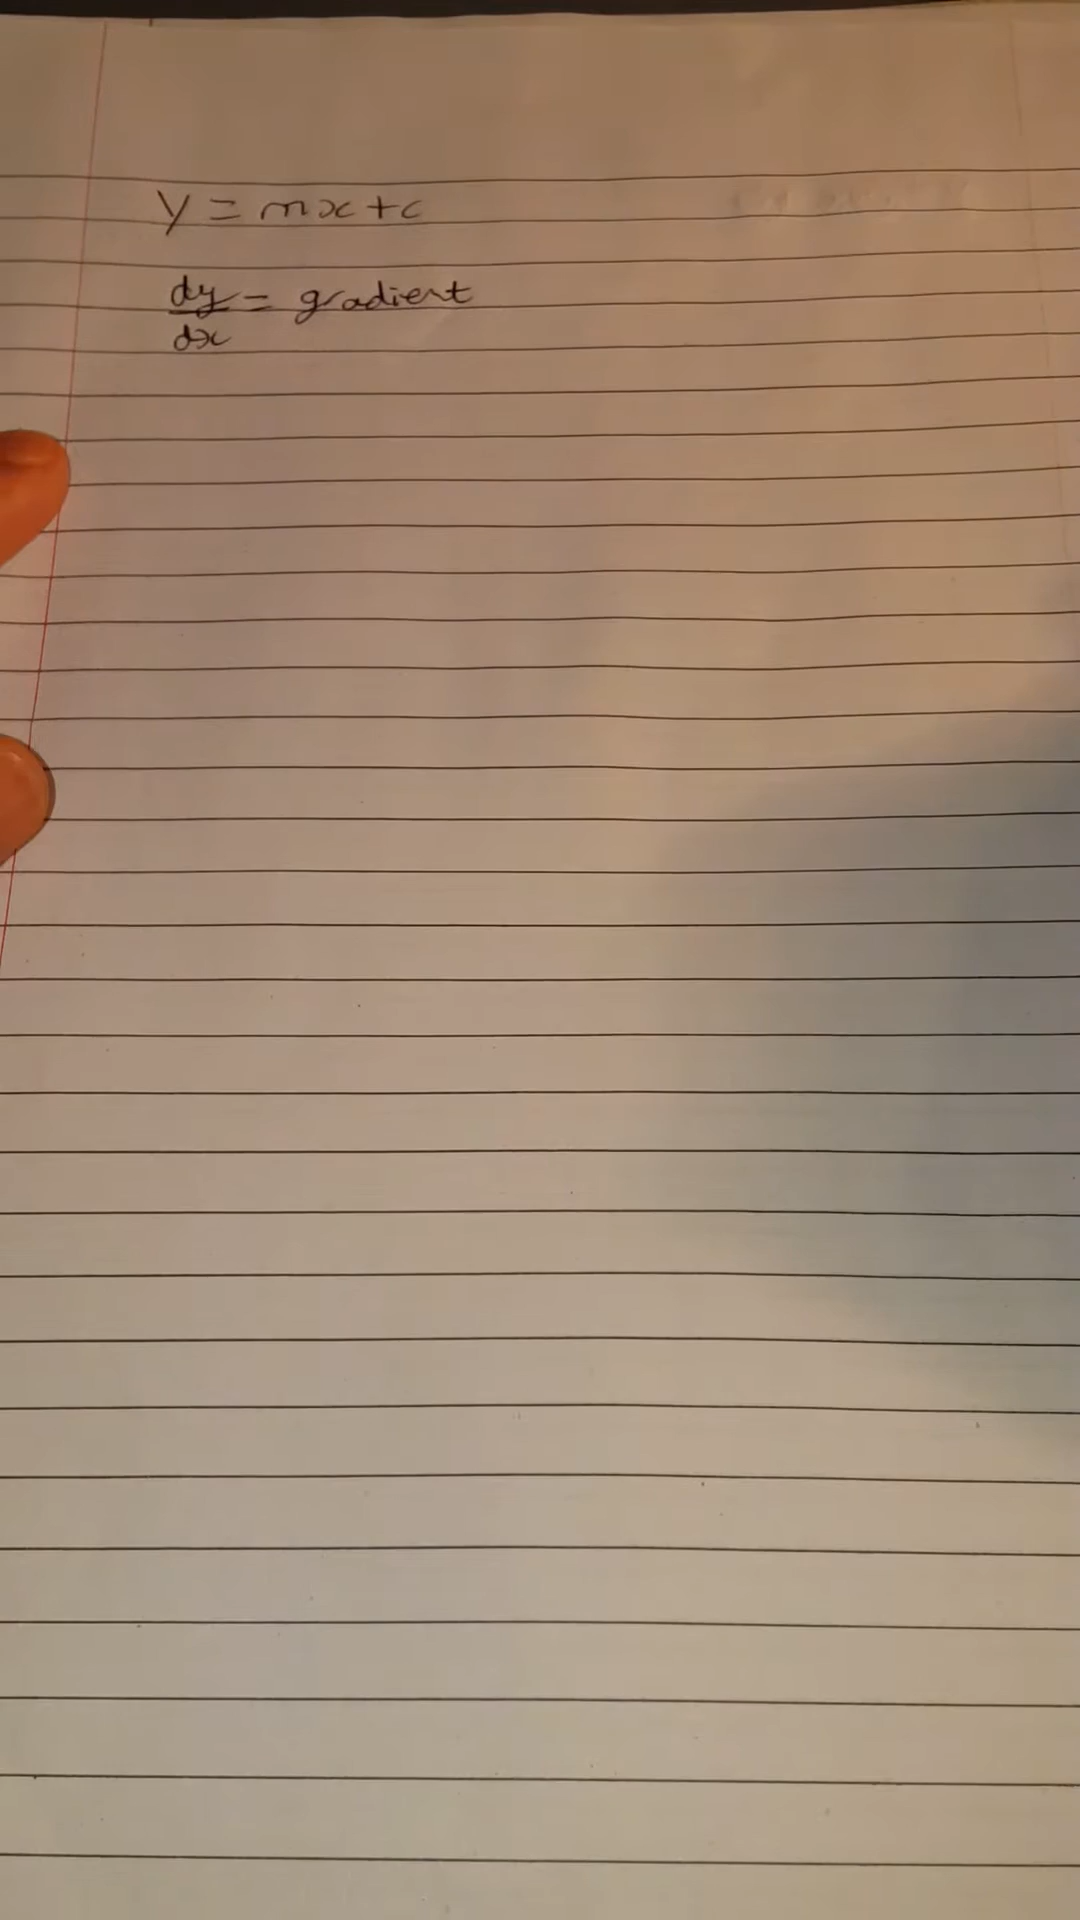 y = mx + c
dy/dx = gradient